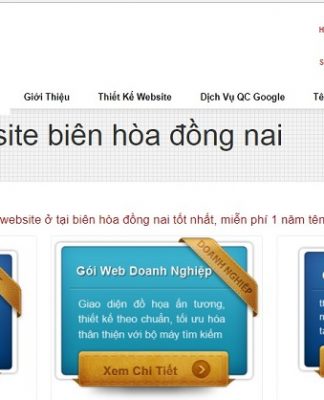 Giới Thiệu Thiết Kế Website Dịch Vụ QC Google
site biên hòa đồng nai
website ở tại biên hòa đồng nai tốt nhất, miễn phí 1 năm tên
DOANH NGHIỆP
Gói Web Doanh Nghiệp
Giao diện đồ họa ấn tượng,
thiết kế theo chuẩn, tối ưu hóa
thân thiện với bộ máy tìm kiếm
Xem Chi Tiết